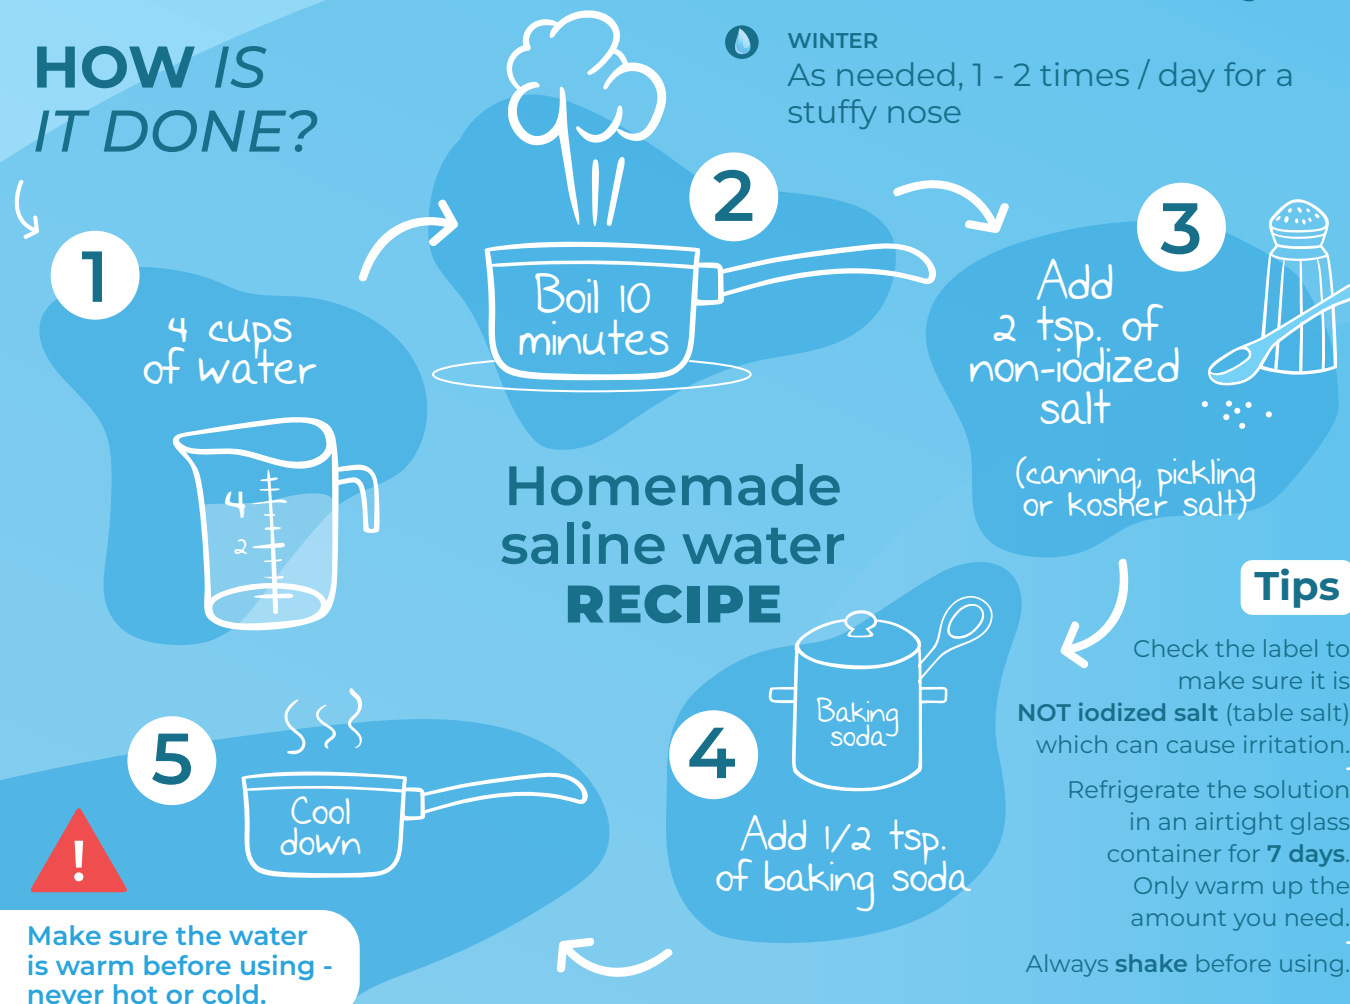 HOW IS
IT DONE?
WINTER
As needed, 1 - 2 times / day for a
stuffy nose
1
4 cups
of water
4
2
2
Boil 10
minutes
3
Add
2 tsp. of
non-iodized
salt
(canning, pickling
or kosher salt)
Homemade
saline water
RECIPE
4
Baking
soda
Add 1/2 tsp.
of baking soda
5
Cool
down
!
Make sure the water
is warm before using -
never hot or cold.
Tips
Check the label to
make sure it is
NOT iodized salt (table salt)
which can cause irritation.
Refrigerate the solution
in an airtight glass
container for 7 days.
Only warm up the
amount you need.
Always shake before using.